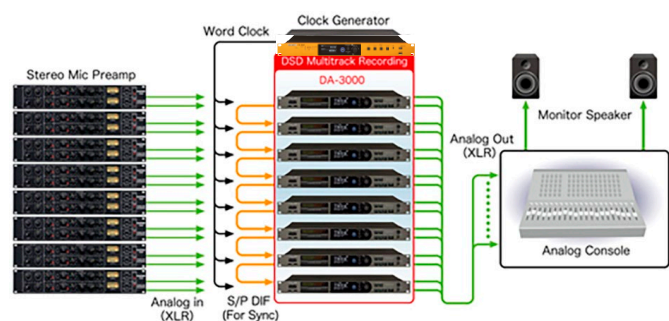 Clock Generator
Word Clock
DSD Multitrack Recording
Stereo Mic Preamp
DA-3000
Monitor Speaker
Analog Out
(XLR)
Analog Console
Analog in
(XLR)
S/P DIF
(For Sync)